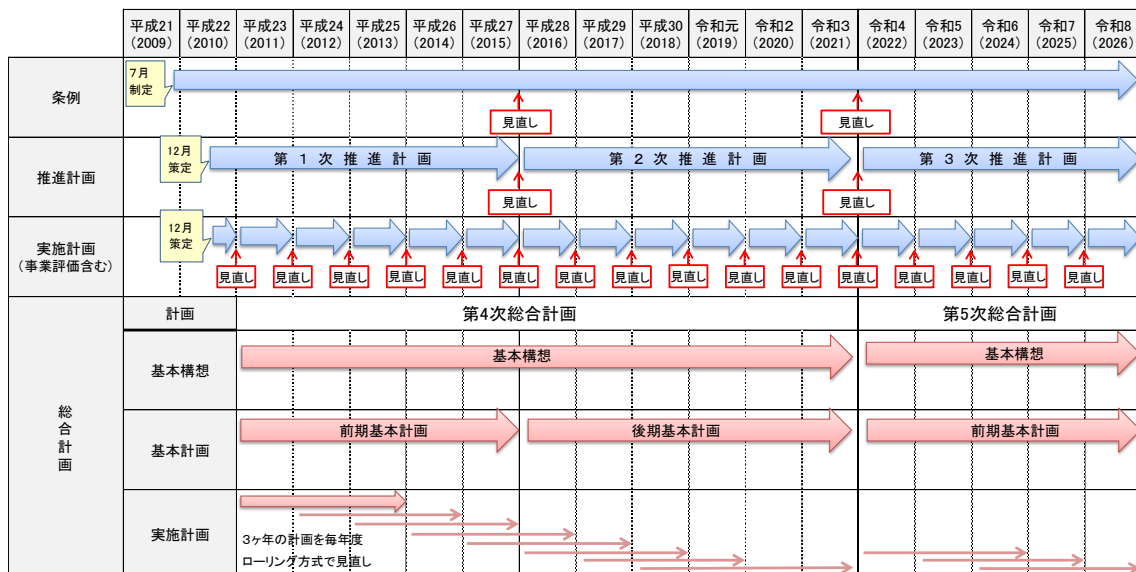 平成21 平成22 平成23 平成24 平成25 平成26 平成27 平成28 平成29 平成30 令和元 令和2 令和3 令和4 令和5 令和6 令和7 令和8
(2009) (2010) (2011) (2012) (2013) (2014) (2015) (2016) (2017) (2018) (2019) (2020) (2021) (2022) (2023) (2024) (2025) (2026)
条例
7月
制定
見直し 見直し
推進計画
12月
策定
第1次推進計画 第2次推進計画 第3次推進計画
見直し 見直し
実施計画
(事業評価含む)
12月
策定
見直し 見直し 見直し 見直し 見直し 見直し 見直し 見直し 見直し 見直し 見直し 見直し 見直し 見直し 見直し 見直し
総合計画
計画 第4次総合計画 第5次総合計画
基本構想 基本構想 基本構想
基本計画 前期基本計画 後期基本計画 前期基本計画
実施計画
3ヶ年の計画を毎年度
ローリング方式で見直し